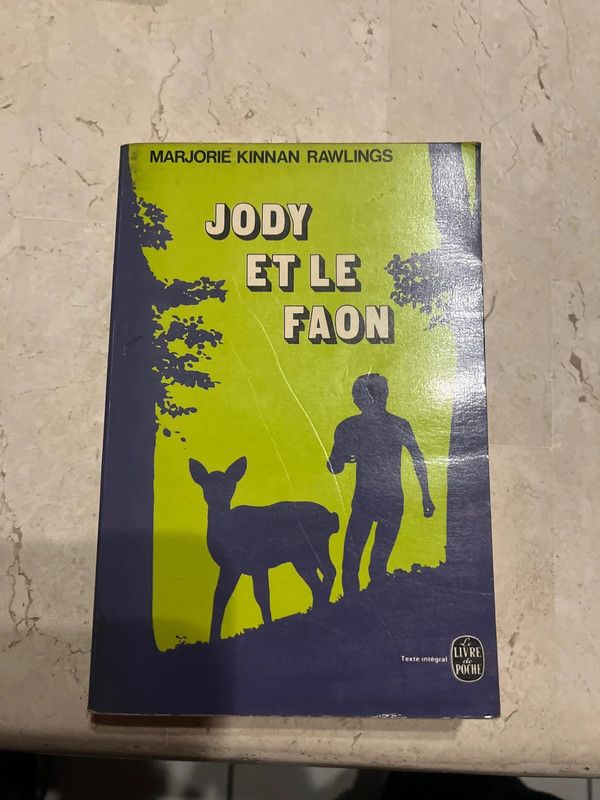 MARJORIE KINNAN RAWLINGS
JODY
ET LE
FAON
Texte intégral
Le
LIVRE
de
POCHE